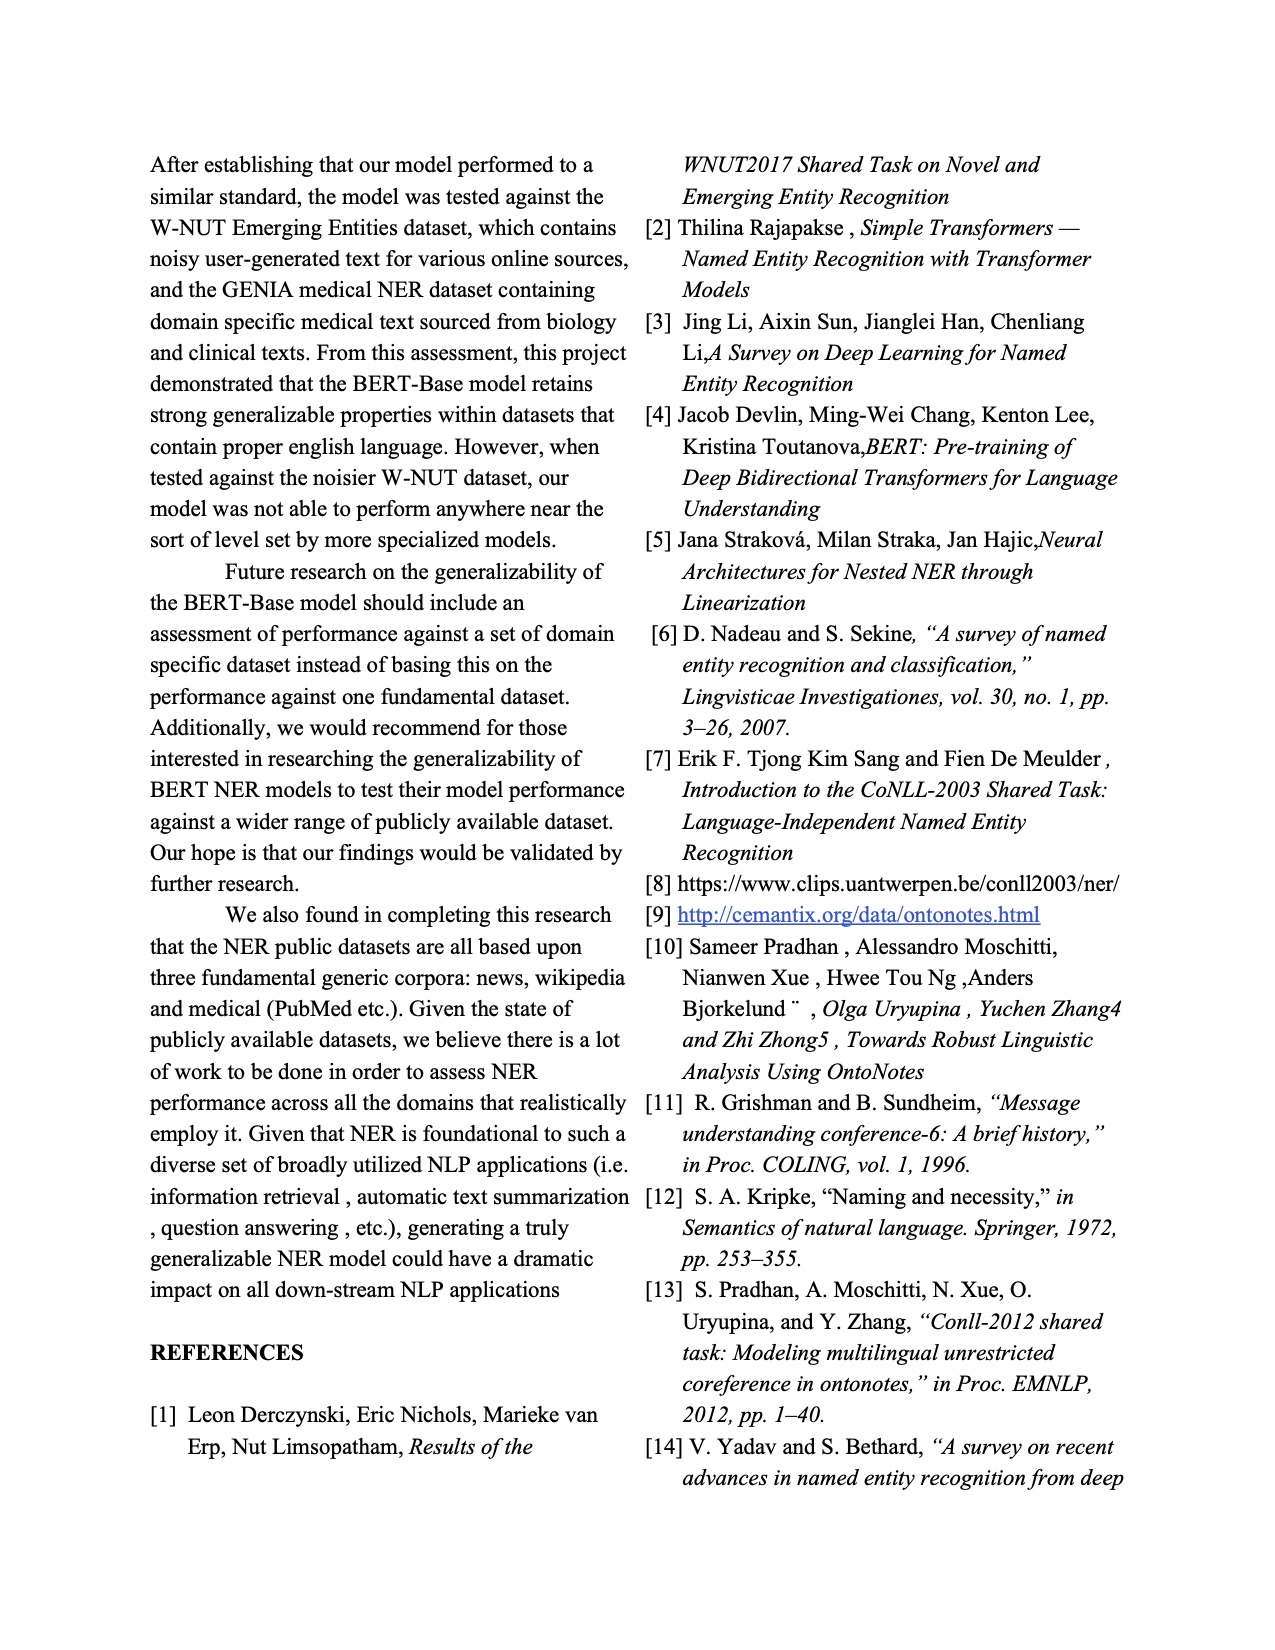 After establishing that our model performed to a
similar standard, the model was tested against the
W-NUT Emerging Entities dataset, which contains
noisy user-generated text for various online sources,
and the GENIA medical NER dataset containing
domain specific medical text sourced from biology
and clinical texts. From this assessment, this project
demonstrated that the BERT-Base model retains
strong generalizable properties within datasets that
contain proper english language. However, when
tested against the noisier W-NUT dataset, our
model was not able to perform anywhere near the
sort of level set by more specialized models.
Future research on the generalizability of
the BERT-Base model should include an
assessment of performance against a set of domain
specific dataset instead of basing this on the
performance against one fundamental dataset.
Additionally, we would recommend for those
interested in researching the generalizability of
BERT NER models to test their model performance
against a wider range of publicly available dataset.
Our hope is that our findings would be validated by
further research.
We also found in completing this research
that the NER public datasets are all based upon
three fundamental generic corpora: news, wikipedia
and medical (PubMed etc.). Given the state of
publicly available datasets, we believe there is a lot
of work to be done in order to assess NER
performance across all the domains that realistically
employ it. Given that NER is foundational to such a
diverse set of broadly utilized NLP applications (i.e.
information retrieval , automatic text summarization
, question answering , etc.), generating a truly
generalizable NER model could have a dramatic
impact on all down-stream NLP applications
REFERENCES
[1] Leon Derczynski, Eric Nichols, Marieke van
Erp, Nut Limsopatham, Results of the
WNUT2017 Shared Task on Novel and
Emerging Entity Recognition
[2] Thilina Rajapakse , Simple Transformers —
Named Entity Recognition with Transformer
Models
[3] Jing Li, Aixin Sun, Jianglei Han, Chenliang
Li,A Survey on Deep Learning for Named
Entity Recognition
[4] Jacob Devlin, Ming-Wei Chang, Kenton Lee,
Kristina Toutanova,BERT: Pre-training of
Deep Bidirectional Transformers for Language
Understanding
[5] Jana Straková, Milan Straka, Jan Hajic,Neural
Architectures for Nested NER through
Linearization
[6] D. Nadeau and S. Sekine, “A survey of named
entity recognition and classification,”
Lingvisticae Investigationes, vol. 30, no. 1, pp.
3–26, 2007.
[7] Erik F. Tjong Kim Sang and Fien De Meulder ,
Introduction to the CoNLL-2003 Shared Task:
Language-Independent Named Entity
Recognition
[8] https://www.clips.uantwerpen.be/conll2003/ner/
[9] http://cemantix.org/data/ontonotes.html
[10] Sameer Pradhan , Alessandro Moschitti,
Nianwen Xue , Hwee Tou Ng ,Anders
Bjorkelund ¨ , Olga Uryupina , Yuchen Zhang4
and Zhi Zhong5 , Towards Robust Linguistic
Analysis Using OntoNotes
[11] R. Grishman and B. Sundheim, “Message
understanding conference-6: A brief history,”
in Proc. COLING, vol. 1, 1996.
[12] S. A. Kripke, “Naming and necessity,” in
Semantics of natural language. Springer, 1972,
pp. 253–355.
[13] S. Pradhan, A. Moschitti, N. Xue, O.
Uryupina, and Y. Zhang, “Conll-2012 shared
task: Modeling multilingual unrestricted
coreference in ontonotes,” in Proc. EMNLP,
2012, pp. 1–40.
[14] V. Yadav and S. Bethard, “A survey on recent
advances in named entity recognition from deep